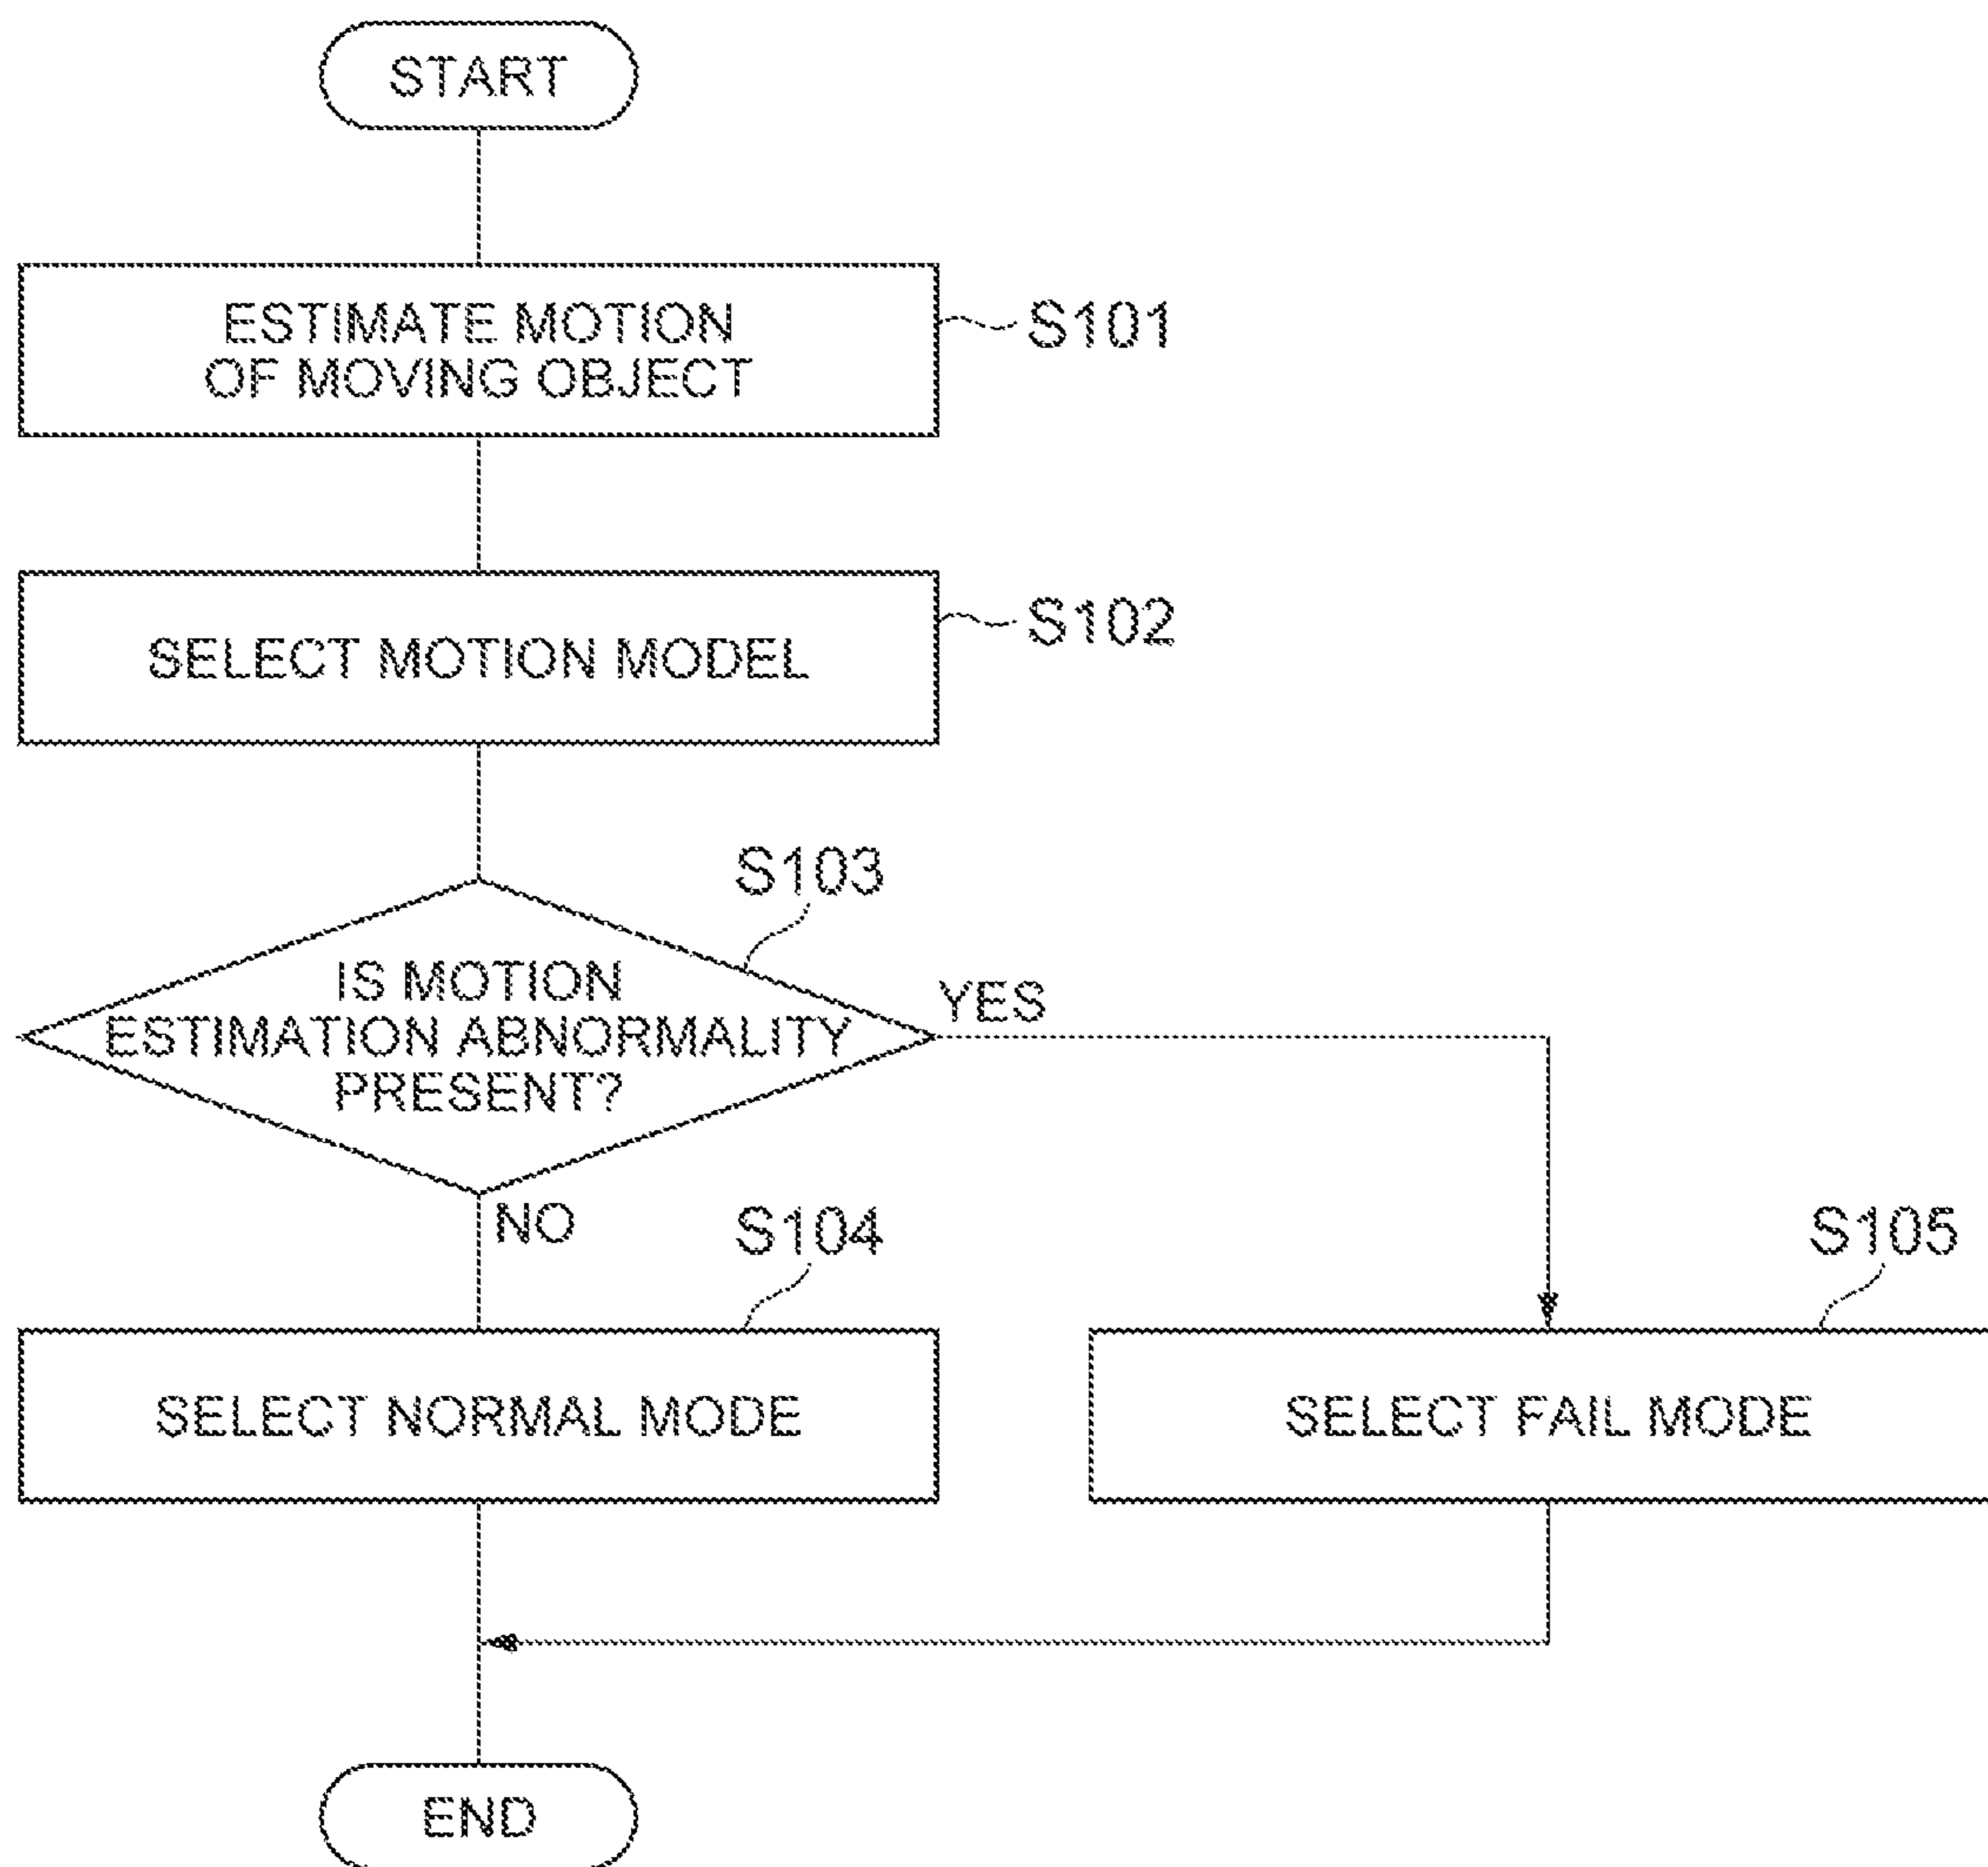 START
ESTIMATE MOTION
OF MOVING OBJECT
S101
SELECT MOTION MODEL
S102
S103
IS MOTION
ESTIMATION ABNORMALITY
PRESENT?
YES
NO
S104
SELECT NORMAL MODE
S105
SELECT FAIL MODE
END